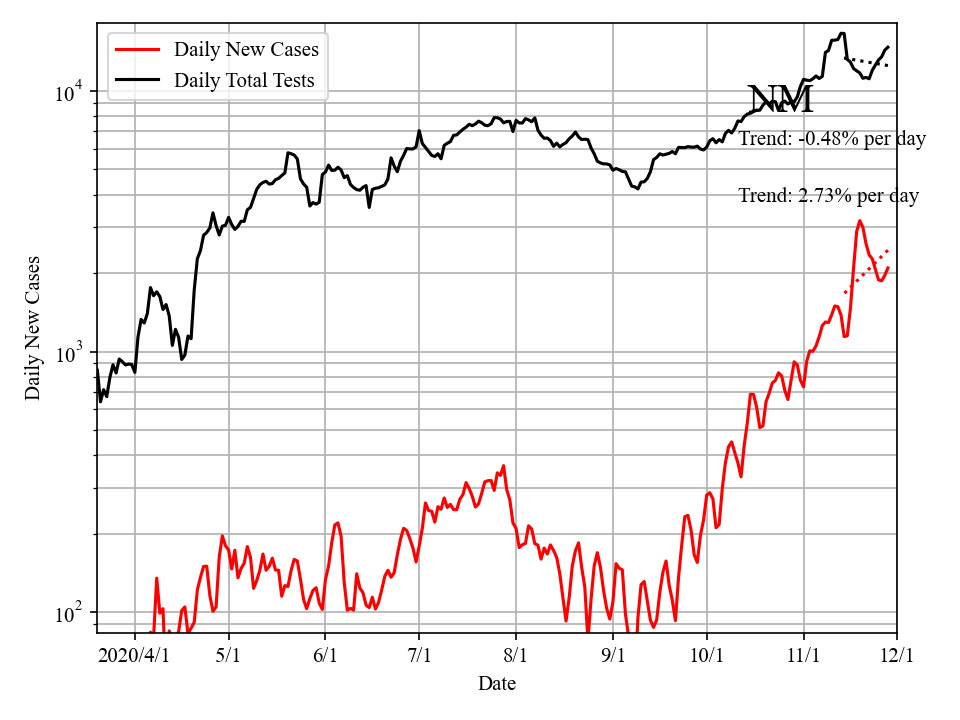 Daily New Cases
Daily Total Tests
10^4
NM
Trend: -0.48% per day
Trend: 2.73% per day
Daily New Cases
10^3
10^2
2020/4/1 5/1 6/1 7/1 8/1 9/1 10/1 11/1 12/1
Date